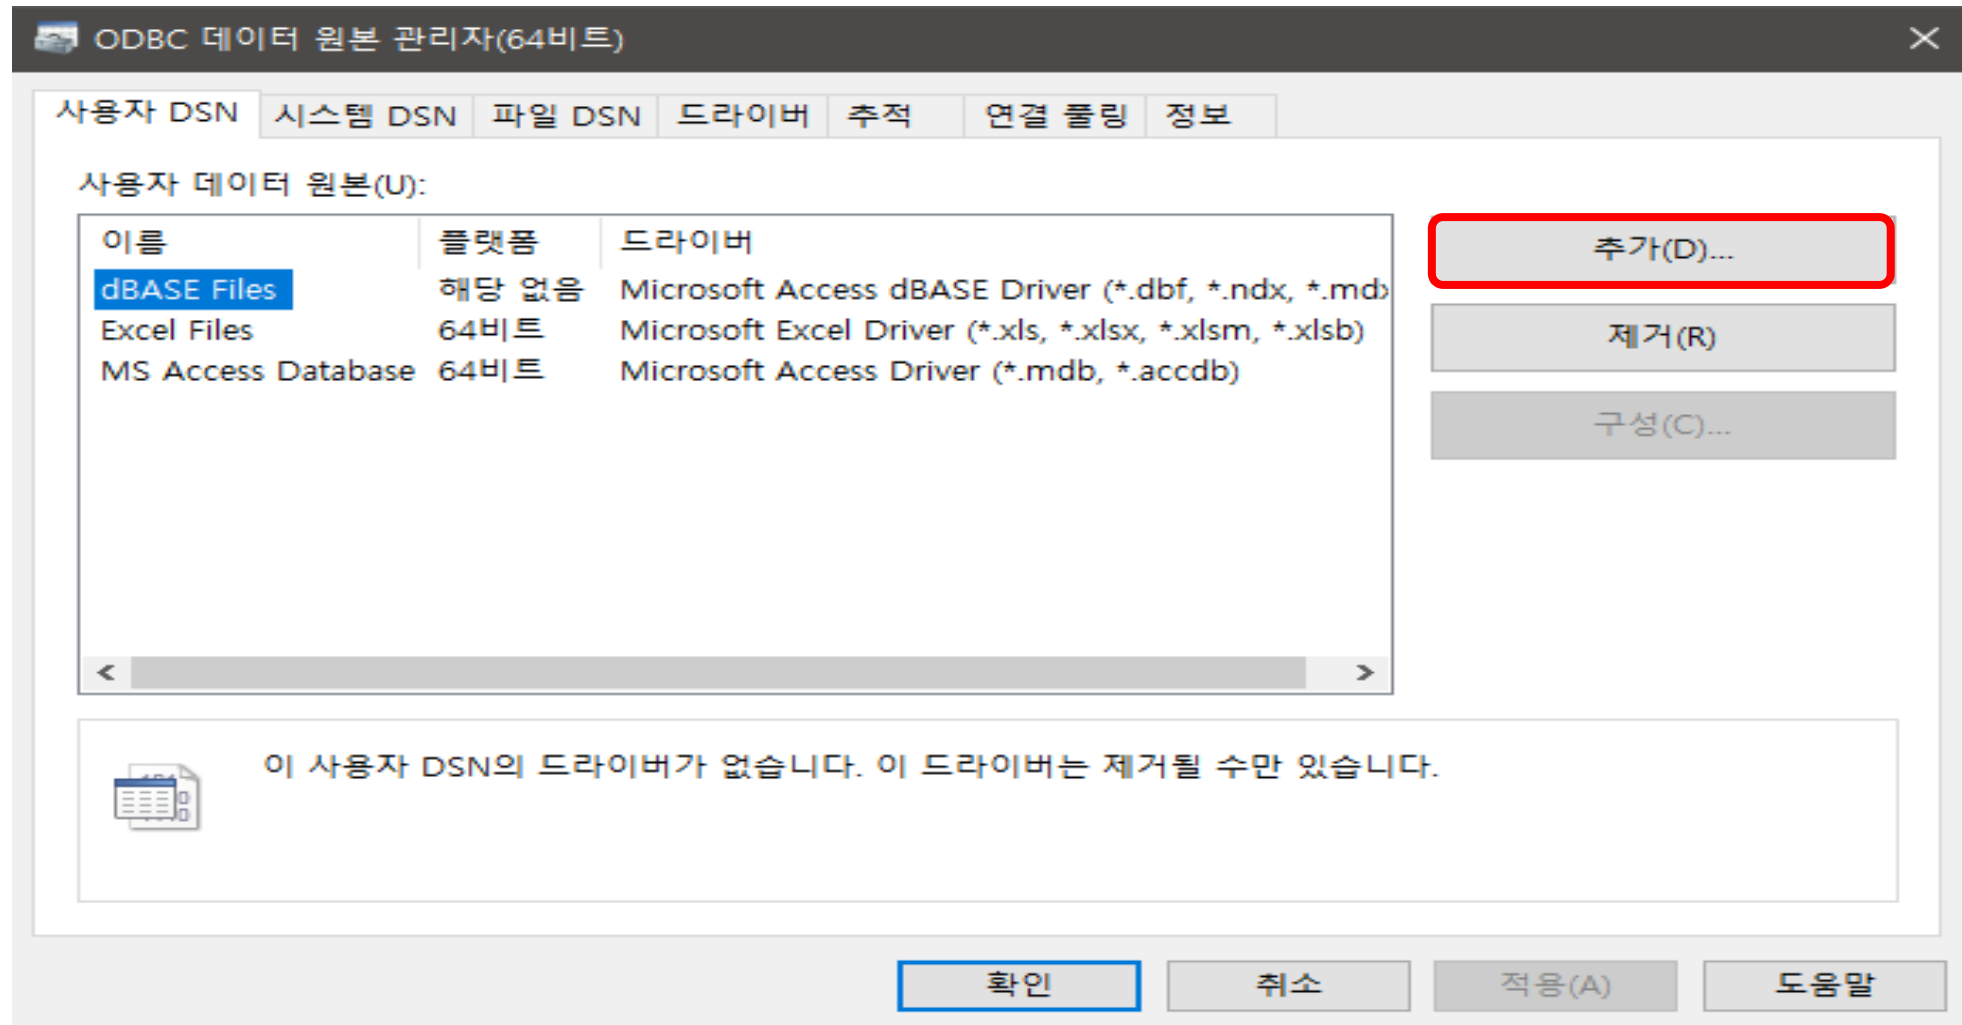 ODBC 데이터 원본 관리자(64비트)
사용자 DSN 시스템 DSN 파일 DSN 드라이버 추적 연결 풀링 정보
사용자 데이터 원본(U):
이름 플랫폼 드라이버
dBASE Files 해당 없음 Microsoft Access dBASE Driver (*.dbf, *.ndx, *.mdx
Excel Files 64비트 Microsoft Excel Driver (*.xls, *.xlsx, *.xlsm, *.xlsb)
MS Access Database 64비트 Microsoft Access Driver (*.mdb, *.accdb)
추가(D)...
제거(R)
구성(C)...
이 사용자 DSN의 드라이버가 없습니다. 이 드라이버는 제거될 수만 있습니다.
확인 취소 적용(A) 도움말